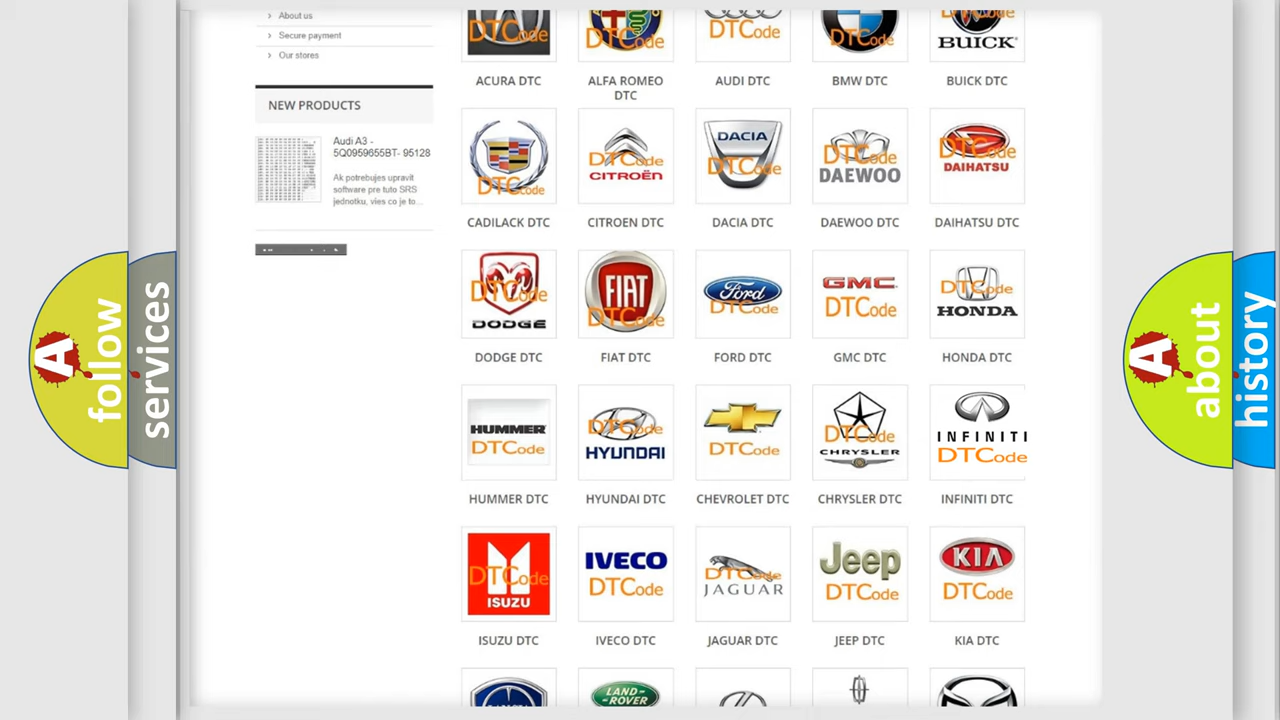 About us
Secure payment
Our stores
NEW PRODUCTS
Audi A3 -
5Q0959655BT- 95128
Ak potrebujes upravit
software pre tuto SRS
jednotku, vies co je to...
DTCode
DTCode
DTCode
DTCode
BUICK
ACURA DTC
ALFA ROMEO
DTC
AUDI DTC
BMW DTC
BUICK DTC
DTCode
DTCode
CITROËN
DACIA
DTCode
DTCode
DAEWOO
DTCode
DAIHATSU
CADILACK DTC
CITROEN DTC
DACIA DTC
DAEWOO DTC
DAIHATSU DTC
DTCode
DODGE
FIAT
DTCode
Ford
DTCode
GMC
DTCode
DTCode
HONDA
DODGE DTC
FIAT DTC
FORD DTC
GMC DTC
HONDA DTC
HUMMER
DTCode
DTCode
HYUNDAI
DTCode
DTCode
CHRYSLER
INFINITI
DTCode
HUMMER DTC
HYUNDAI DTC
CHEVROLET DTC
CHRYSLER DTC
INFINITI DTC
DTCode
ISUZU
IVECO
DTCode
DTCode
JAGUAR
Jeep
DTCode
KIA
DTCode
ISUZU DTC
IVECO DTC
JAGUAR DTC
JEEP DTC
KIA DTC
LAND-
ROVER
A
follow
services
A
about
history